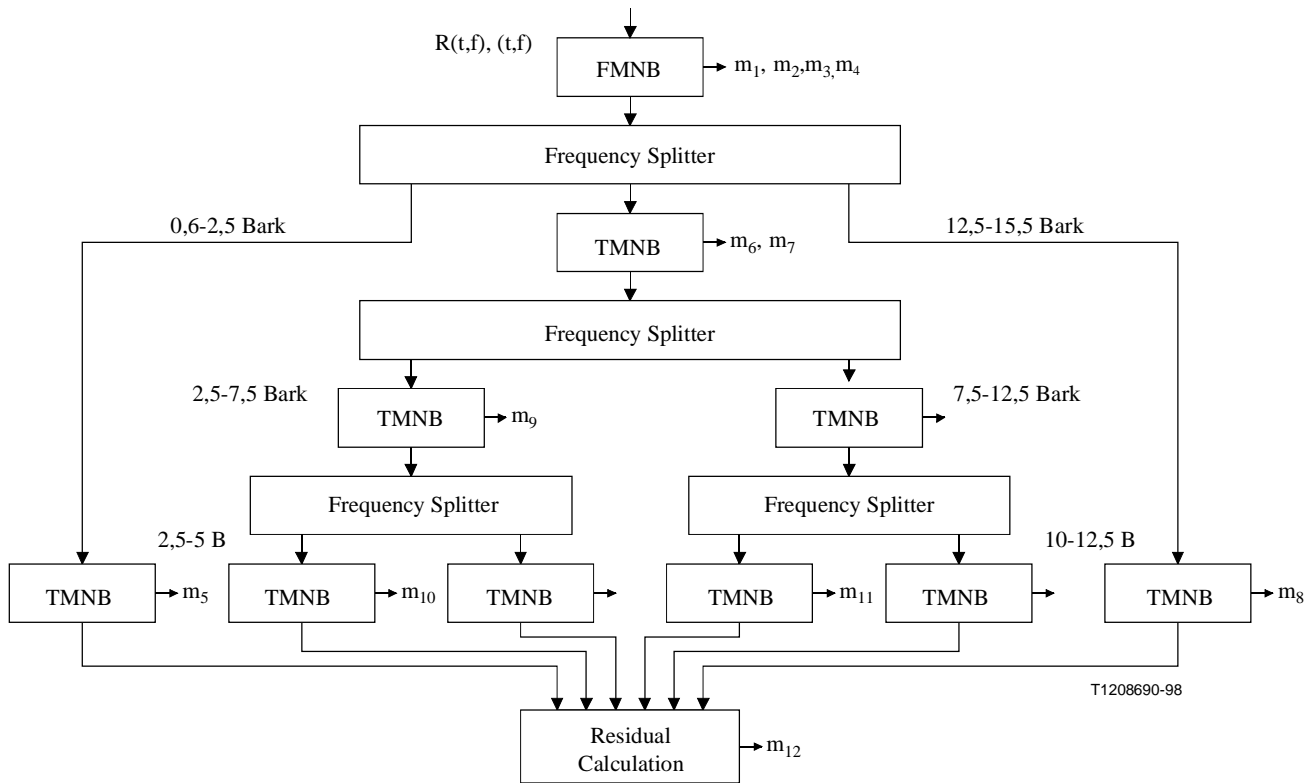 R(t,f), (t,f)
FMNB
m₁, m₂,m₃,m₄
Frequency Splitter
0,6-2,5 Bark
TMNB
m₆, m₇
12,5-15,5 Bark
Frequency Splitter
2,5-7,5 Bark
TMNB
m₉
TMNB
7,5-12,5 Bark
Frequency Splitter
Frequency Splitter
2,5-5 B
10-12,5 B
TMNB
m₅
TMNB
m₁₀
TMNB
TMNB
m₁₁
TMNB
TMNB
m₈
T1208690-98
Residual
Calculation
m₁₂